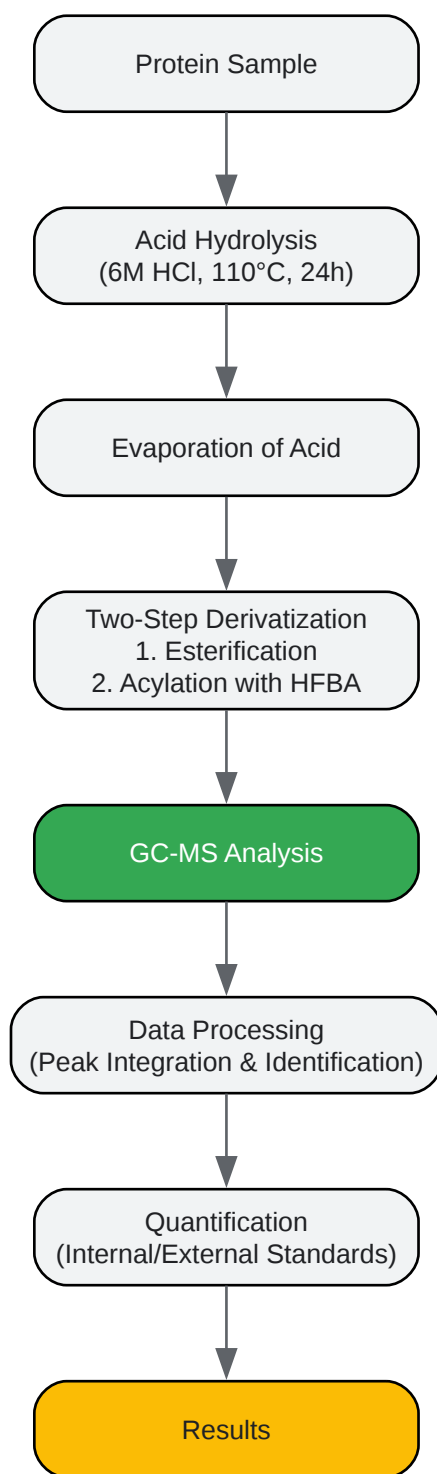 Protein Sample
Acid Hydrolysis
(6M HCl, 110°C, 24h)
Evaporation of Acid
Two-Step Derivatization
1. Esterification
2. Acylation with HFBA
GC-MS Analysis
Data Processing
(Peak Integration & Identification)
Quantification
(Internal/External Standards)
Results